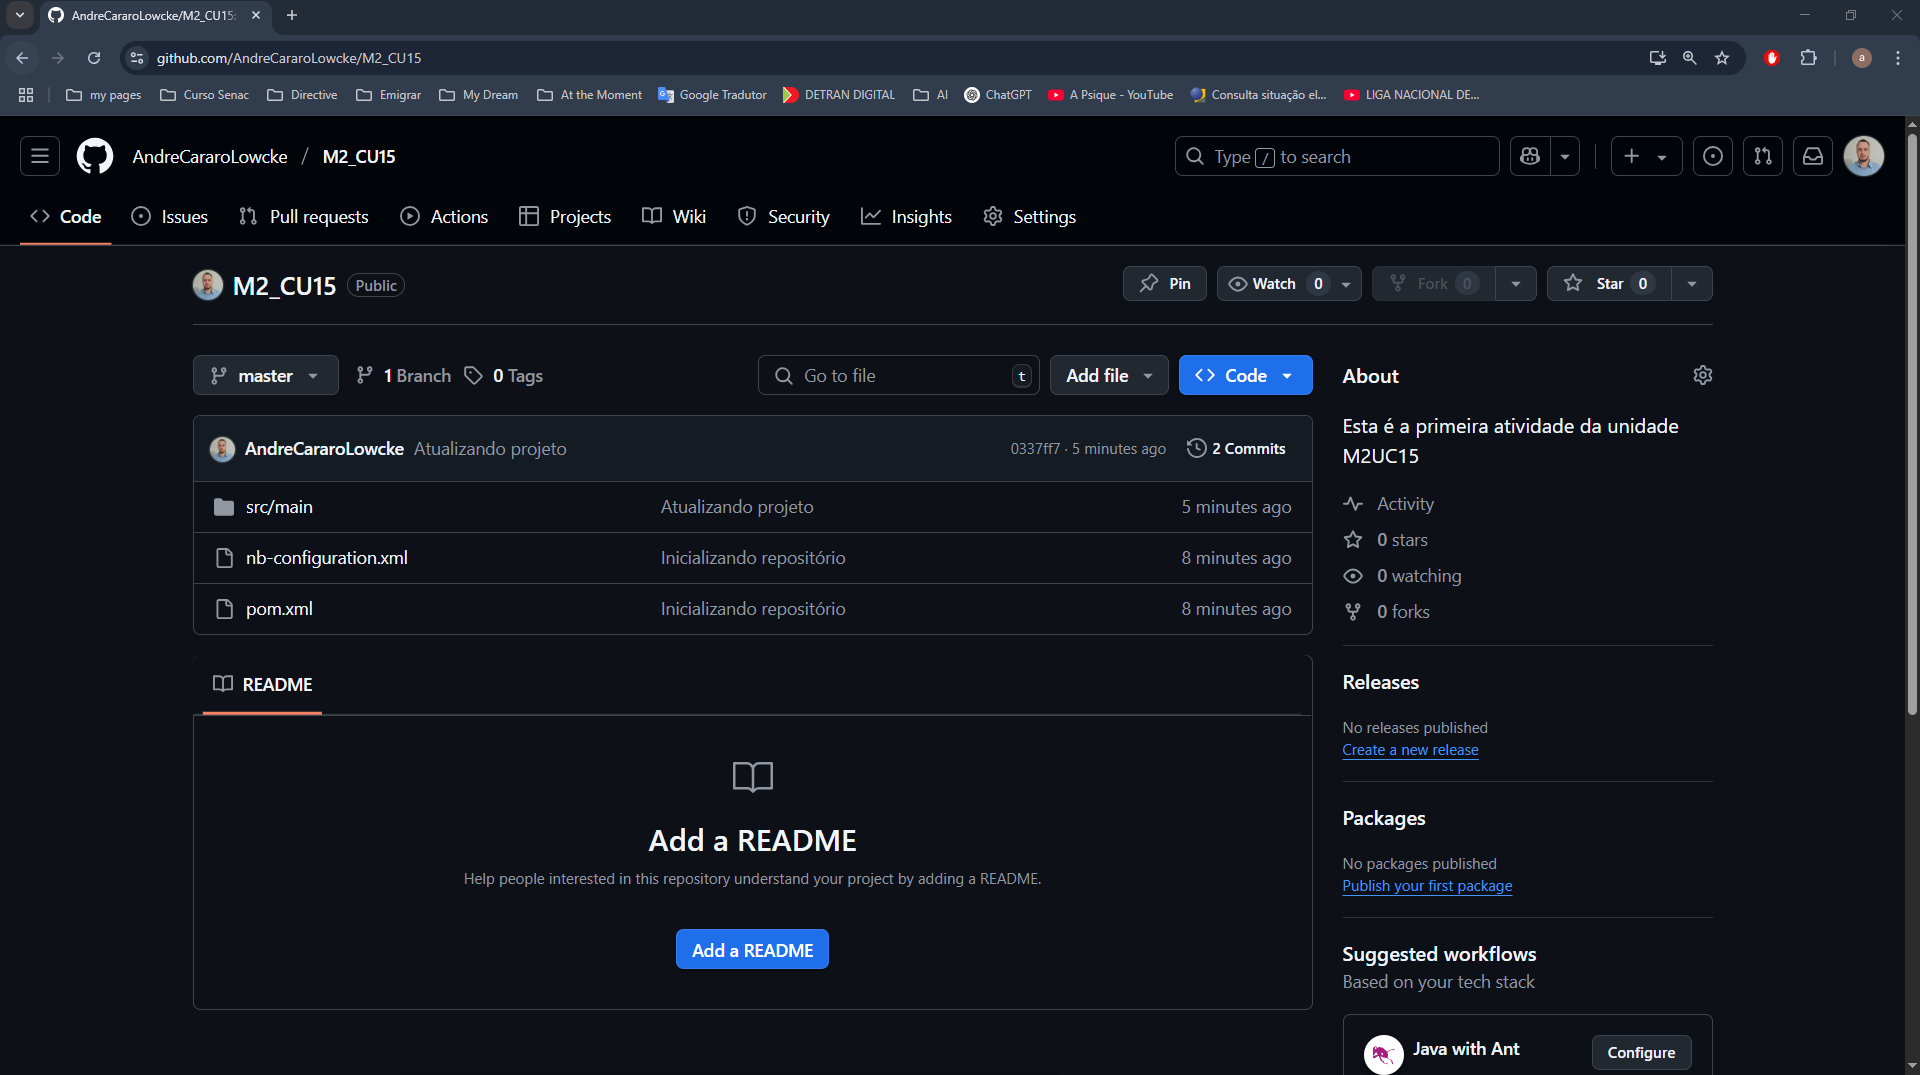 AndreCararoLowcke/M2_CU15:
github.com/AndreCararoLowcke/M2_CU15
a
my pages
Curso Senac
Directive
Emigrar
My Dream
At the Moment
Google Tradutor
DETRAN DIGITAL
AI
ChatGPT
A Psique - YouTube
Consulta situação el...
LIGA NACIONAL DE...
AndreCararoLowcke / M2_CU15
Type / to search
Code
Issues
Pull requests
Actions
Projects
Wiki
Security
Insights
Settings
M2_CU15 Public
Pin
Watch 0
Fork 0
Star 0
master
1 Branch
0 Tags
Go to file t
Add file
Code
AndreCararoLowcke Atualizando projeto 0337ff7 · 5 minutes ago 2 Commits
src/main Atualizando projeto 5 minutes ago
nb-configuration.xml Inicializando repositório 8 minutes ago
pom.xml Inicializando repositório 8 minutes ago
README
Add a README
Help people interested in this repository understand your project by adding a README.
Add a README
About
Esta é a primeira atividade da unidade
M2UC15
Activity
0 stars
0 watching
0 forks
Releases
No releases published
Create a new release
Packages
No packages published
Publish your first package
Suggested workflows
Based on your tech stack
Java with Ant
Configure